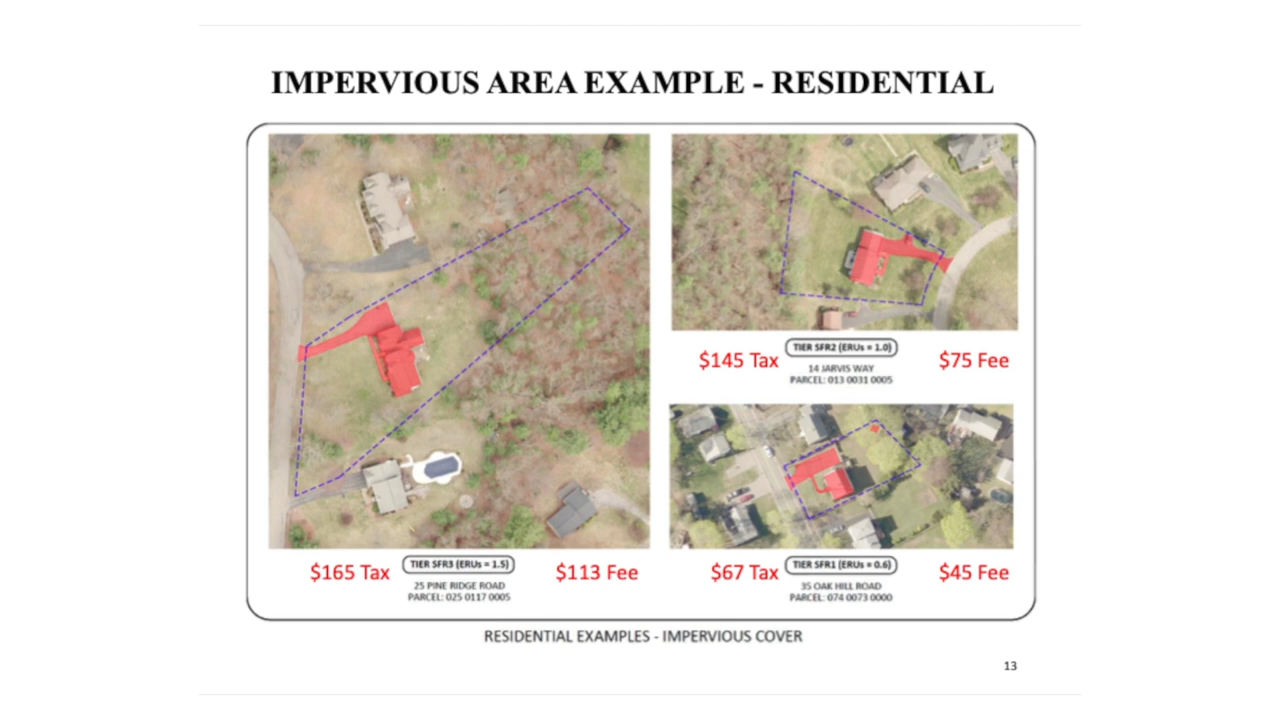 IMPERVIOUS AREA EXAMPLE - RESIDENTIAL
$165 Tax
TIER SFR3 (ERUs = 1.5)
25 PINE RIDGE ROAD
PARCEL: 025 0117 0005
$113 Fee
$145 Tax
TIER SFR2 (ERUs = 1.0)
14 JARVIS WAY
PARCEL: 013 0031 0005
$75 Fee
$67 Tax
TIER SFR1 (ERUs = 0.6)
35 OAK HILL ROAD
PARCEL: 074 0073 0000
$45 Fee
RESIDENTIAL EXAMPLES - IMPERVIOUS COVER
13